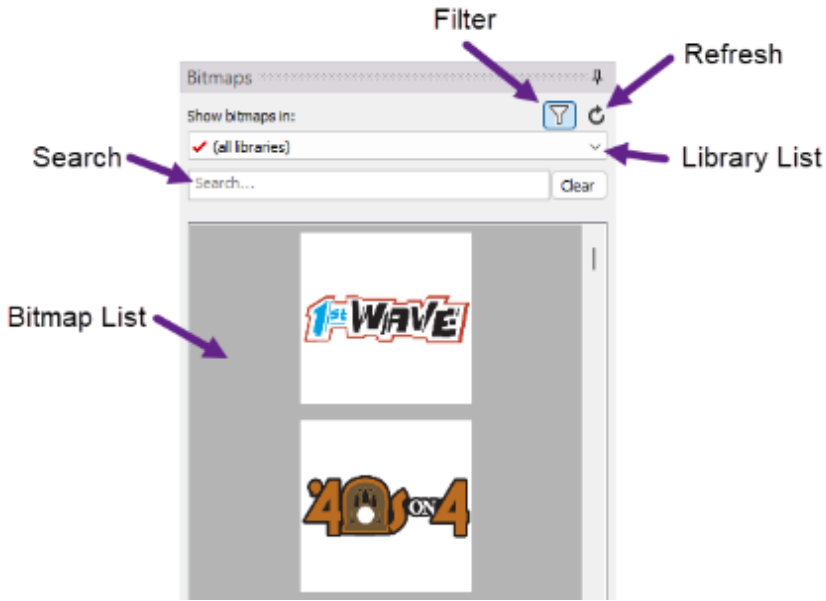 Filter
Refresh
Bitmaps
Show bitmaps in:
(all libraries)
Library List
Search
Search...
Clear
1st WAVE
Bitmap List
'40s ON 4